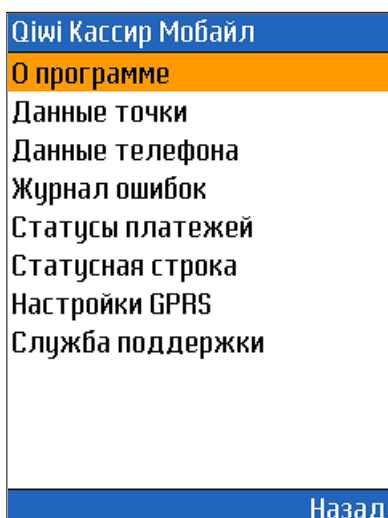 Qiwi Кассир Мобайл
О программе
Данные точки
Данные телефона
Журнал ошибок
Статусы платежей
Статусная строка
Настройки GPRS
Служба поддержки
Назад